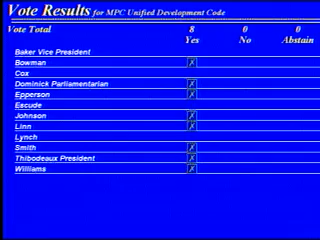 Vote Results for MPC Unified Development Code
Vote Total 8 0 0
Yes No Abstain
Baker Vice President
Bowman
Cox
Dominick Parliamentarian
Epperson
Escude
Johnson
Linn
Lynch
Smith
Thibodeaux President
Williams